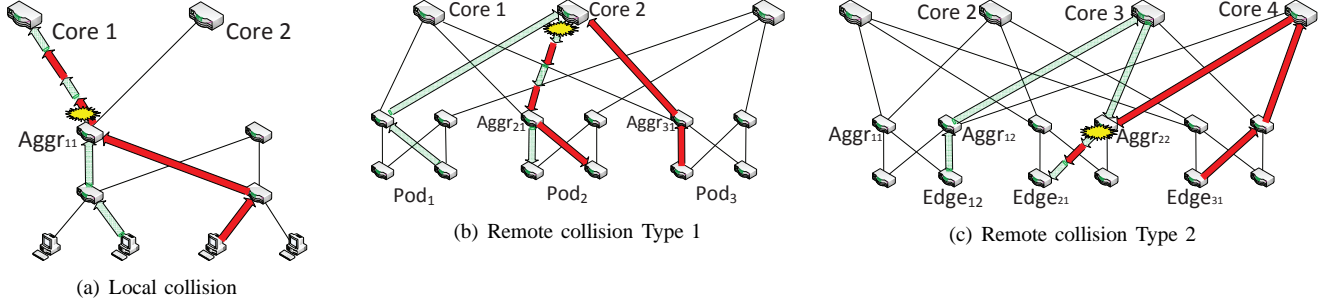 Core 1
Core 2
Aggr11
(a) Local collision
Core 1
Core 2
Aggr21
Aggr31
Pod1
Pod2
Pod3
(b) Remote collision Type 1
Core 2
Core 3
Core 4
Aggr11
Aggr12
Aggr22
Edge12
Edge21
Edge31
(c) Remote collision Type 2